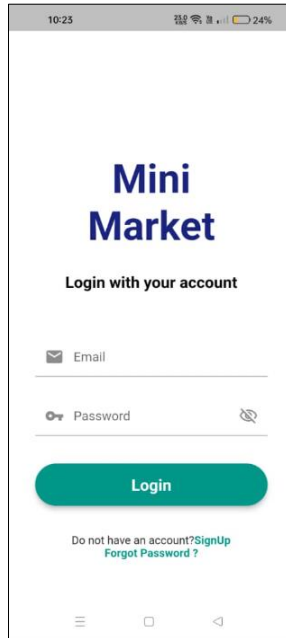 10:23
24%
Mini
Market
Login with your account
Email
Password
Login
Do not have an account?SignUp
Forgot Password ?